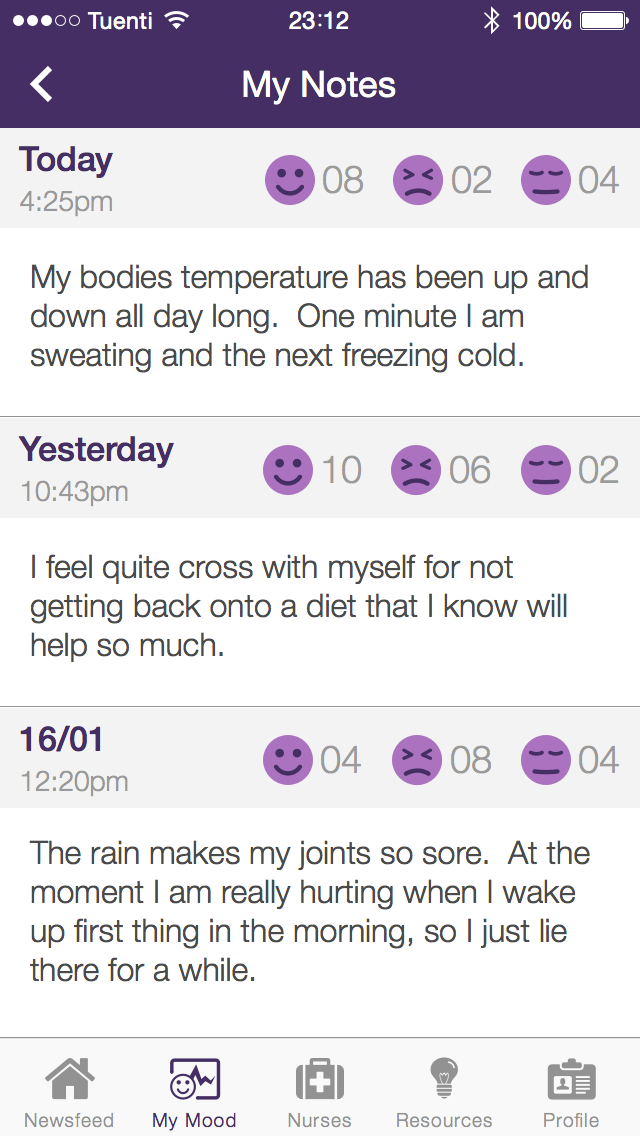 Tuenti 23:12 100%
My Notes
Today 08 02 04
4:25pm
My bodies temperature has been up and
down all day long.  One minute I am
sweating and the next freezing cold.
Yesterday 10 06 02
10:43pm
I feel quite cross with myself for not
getting back onto a diet that I know will
help so much.
16/01 04 08 04
12:20pm
The rain makes my joints so sore.  At the
moment I am really hurting when I wake
up first thing in the morning, so I just lie
there for a while.
Newsfeed My Mood Nurses Resources Profile